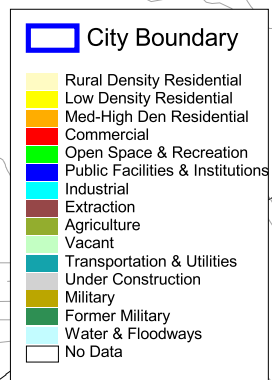 City Boundary
Rural Density Residential
Low Density Residential
Med-High Den Residential
Commercial
Open Space & Recreation
Public Facilities & Institutions
Industrial
Extraction
Agriculture
Vacant
Transportation & Utilities
Under Construction
Military
Former Military
Water & Floodways
No Data